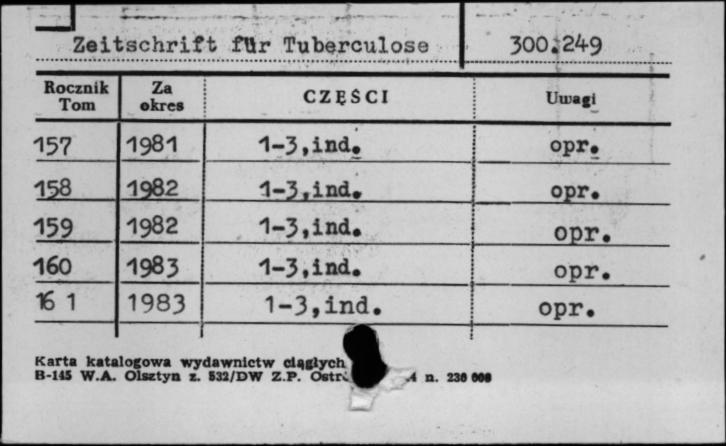 Zeitschrift für Tuberculose 300.249
Rocznik Tom Za okres CZĘŚCI Uwagi
157 1981 1-3,ind. opr.
158 1982 1-3,ind. opr.
159 1982 1-3,ind. opr.
160 1983 1-3,ind. opr.
16 1 1983 1-3,ind. opr.
Karta katalogowa wydawnictw ciągłych
B-145 W.A. Olsztyn z. 532/DW Z.P. n. 230 000